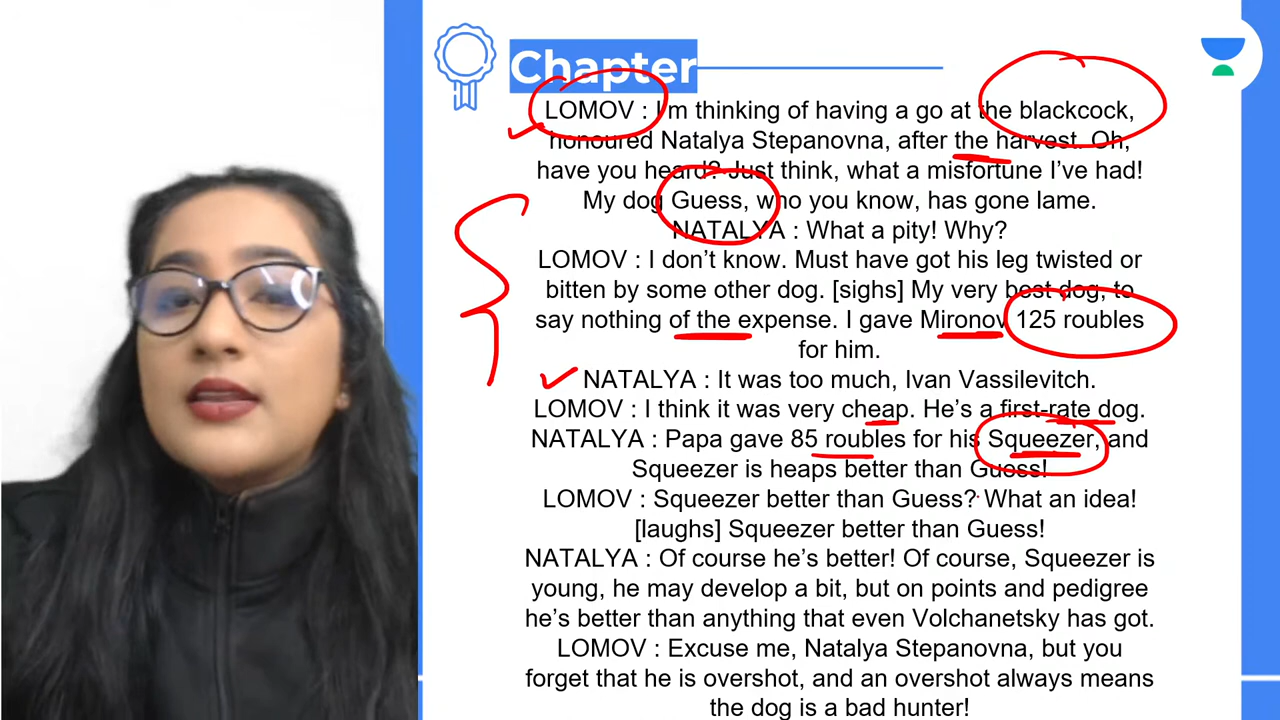 Chapter
LOMOV : I'm thinking of having a go at the blackcock,
honoured Natalya Stepanovna, after the harvest. Oh,
have you heard? Just think, what a misfortune I've had!
My dog Guess, who you know, has gone lame.
NATALYA : What a pity! Why?
LOMOV : I don't know. Must have got his leg twisted or
bitten by some other dog. [sighs] My very best dog, to
say nothing of the expense. I gave Mironov 125 roubles
for him.
NATALYA : It was too much, Ivan Vassilevitch.
LOMOV : I think it was very cheap. He's a first-rate dog.
NATALYA : Papa gave 85 roubles for his Squeezer, and
Squeezer is heaps better than Guess!
LOMOV : Squeezer better than Guess? What an idea!
[laughs] Squeezer better than Guess!
NATALYA : Of course he's better! Of course, Squeezer is
young, he may develop a bit, but on points and pedigree
he's better than anything that even Volchanetsky has got.
LOMOV : Excuse me, Natalya Stepanovna, but you
forget that he is overshot, and an overshot always means
the dog is a bad hunter!